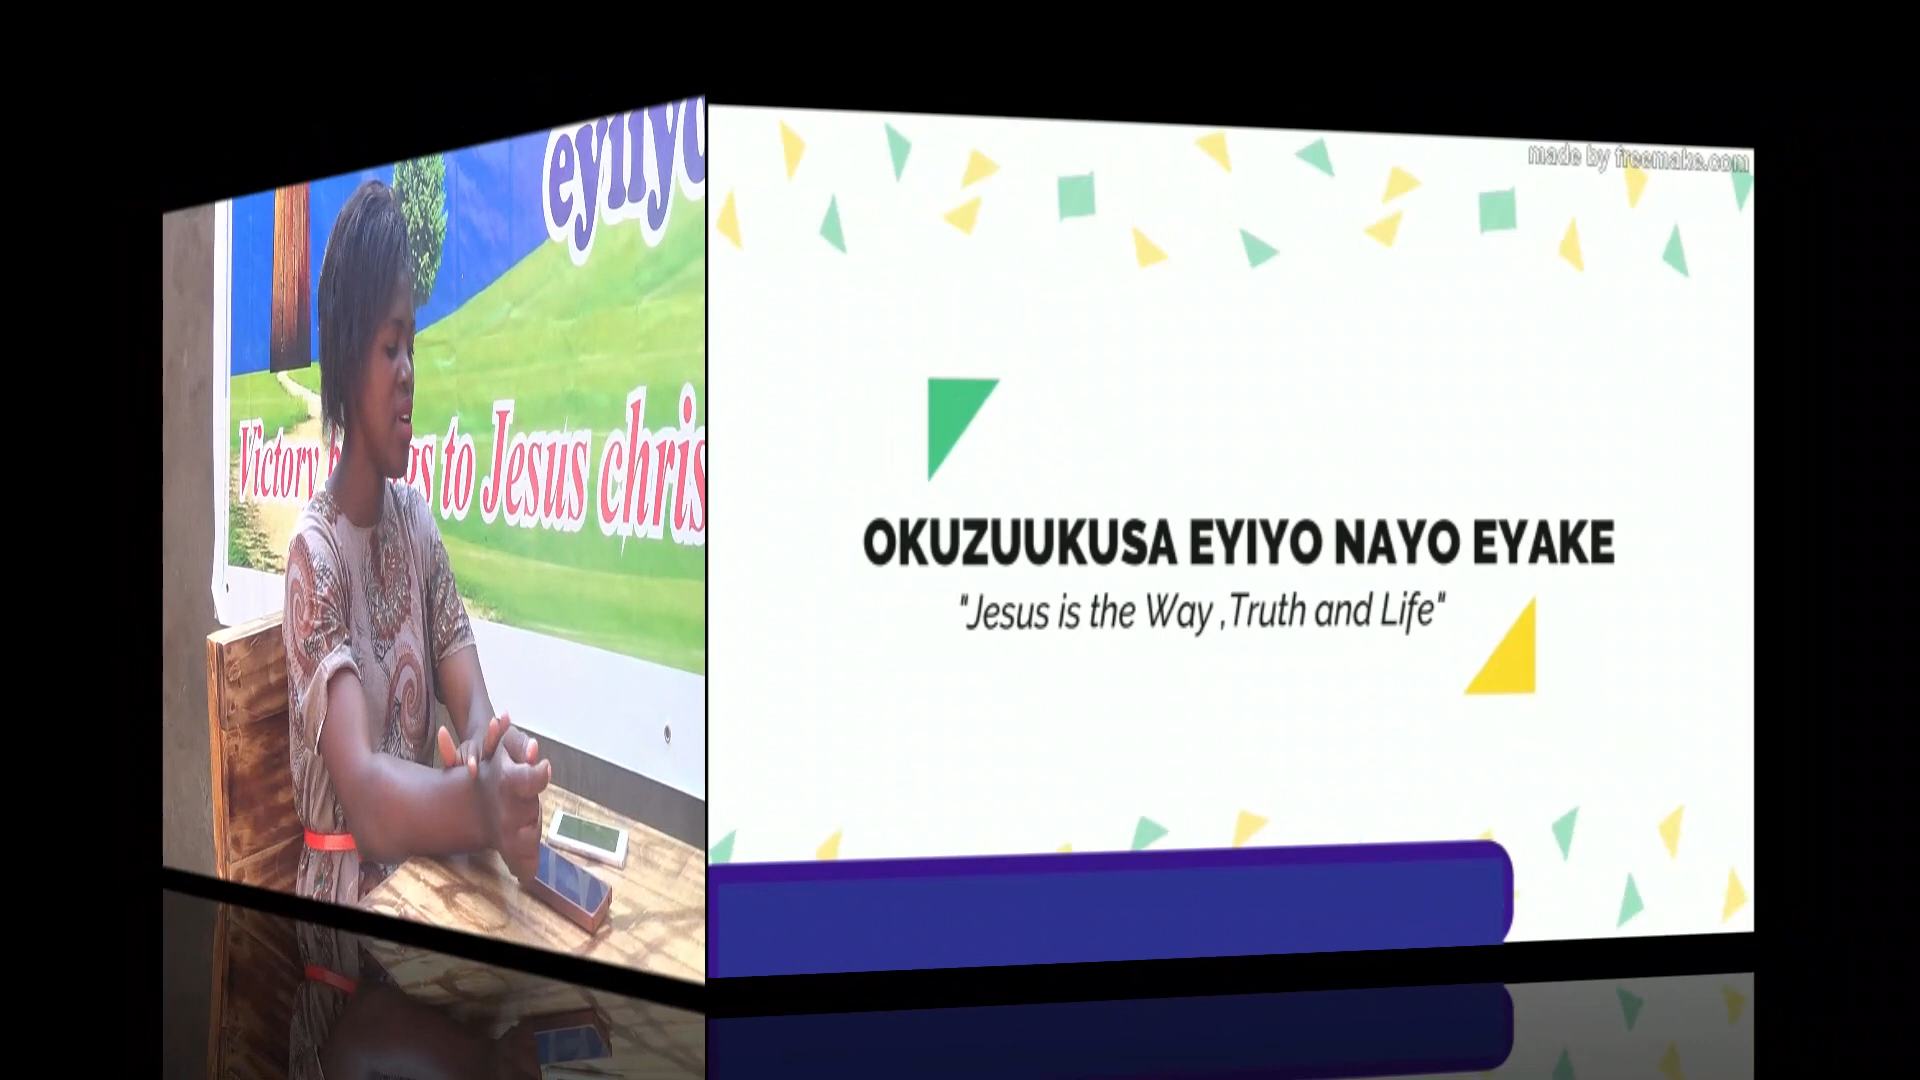 eyiyo
Victory
to Jesus chris
made by freemake.com
OKUZUUKUSA EYIYO NAYO EYAKE
"Jesus is the Way ,Truth and Life"